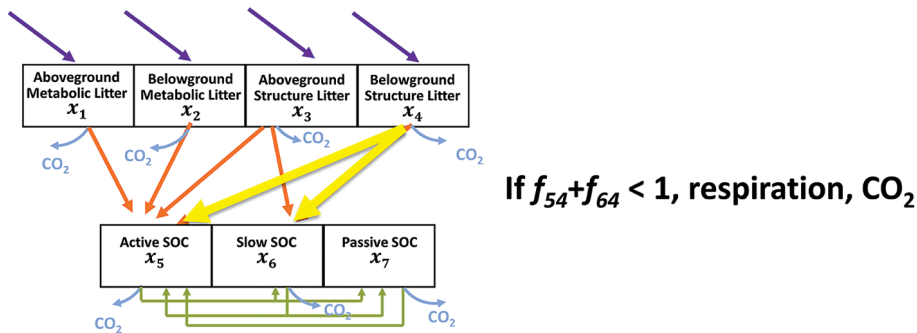 Aboveground
Metabolic Litter
x₁
Belowground
Metabolic Litter
x₂
Aboveground
Structure Litter
x₃
Belowground
Structure Litter
x₄
CO₂
CO₂
CO₂
CO₂
If f₅₄+f₆₄ < 1, respiration, CO₂
Active SOC
x₅
Slow SOC
x₆
Passive SOC
x₇
CO₂
CO₂
CO₂